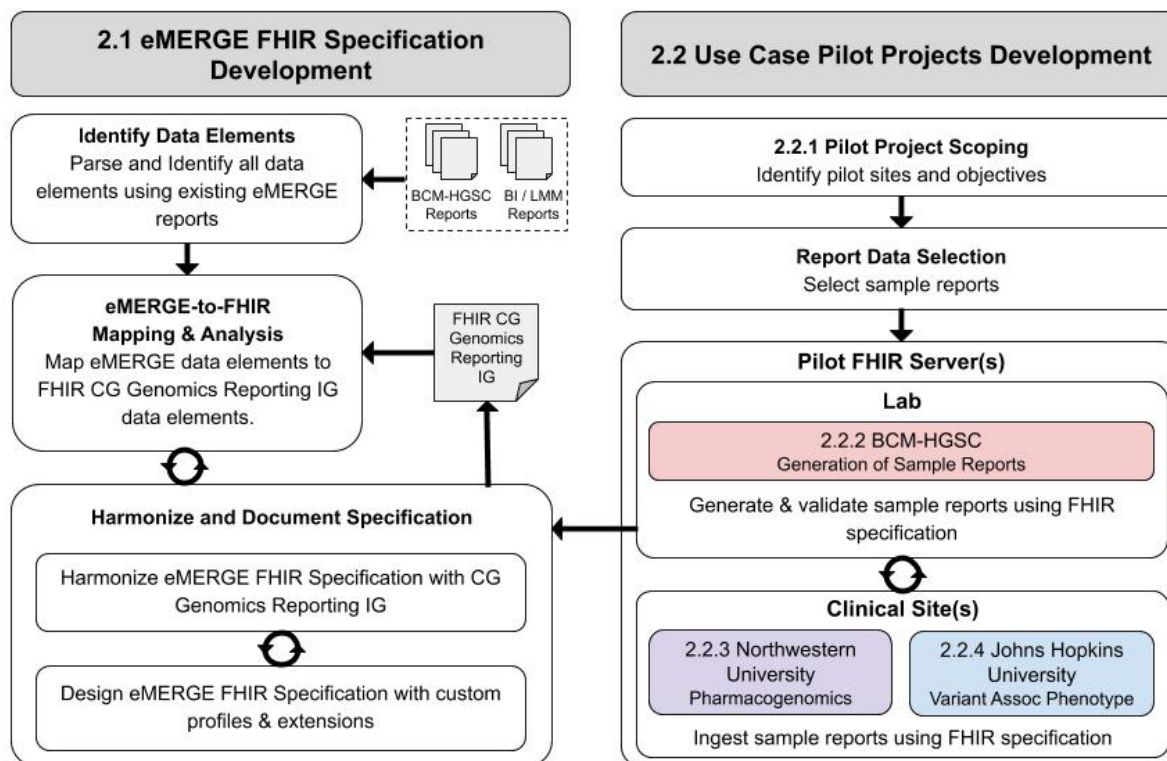 2.1 eMERGE FHIR Specification
Development
Identify Data Elements
Parse and Identify all data
elements using existing eMERGE
reports
BCM-HGSC
Reports
BI / LMM
Reports
eMERGE-to-FHIR
Mapping & Analysis
Map eMERGE data elements to
FHIR CG Genomics Reporting IG
data elements.
FHIR CG
Genomics
Reporting
IG
Harmonize and Document Specification
Harmonize eMERGE FHIR Specification with CG
Genomics Reporting IG
Design eMERGE FHIR Specification with custom
profiles & extensions
2.2 Use Case Pilot Projects Development
2.2.1 Pilot Project Scoping
Identify pilot sites and objectives
Report Data Selection
Select sample reports
Pilot FHIR Server(s)
Lab
2.2.2 BCM-HGSC
Generation of Sample Reports
Generate & validate sample reports using FHIR
specification
Clinical Site(s)
2.2.3 Northwestern
University
Pharmacogenomics
2.2.4 Johns Hopkins
University
Variant Assoc Phenotype
Ingest sample reports using FHIR specification